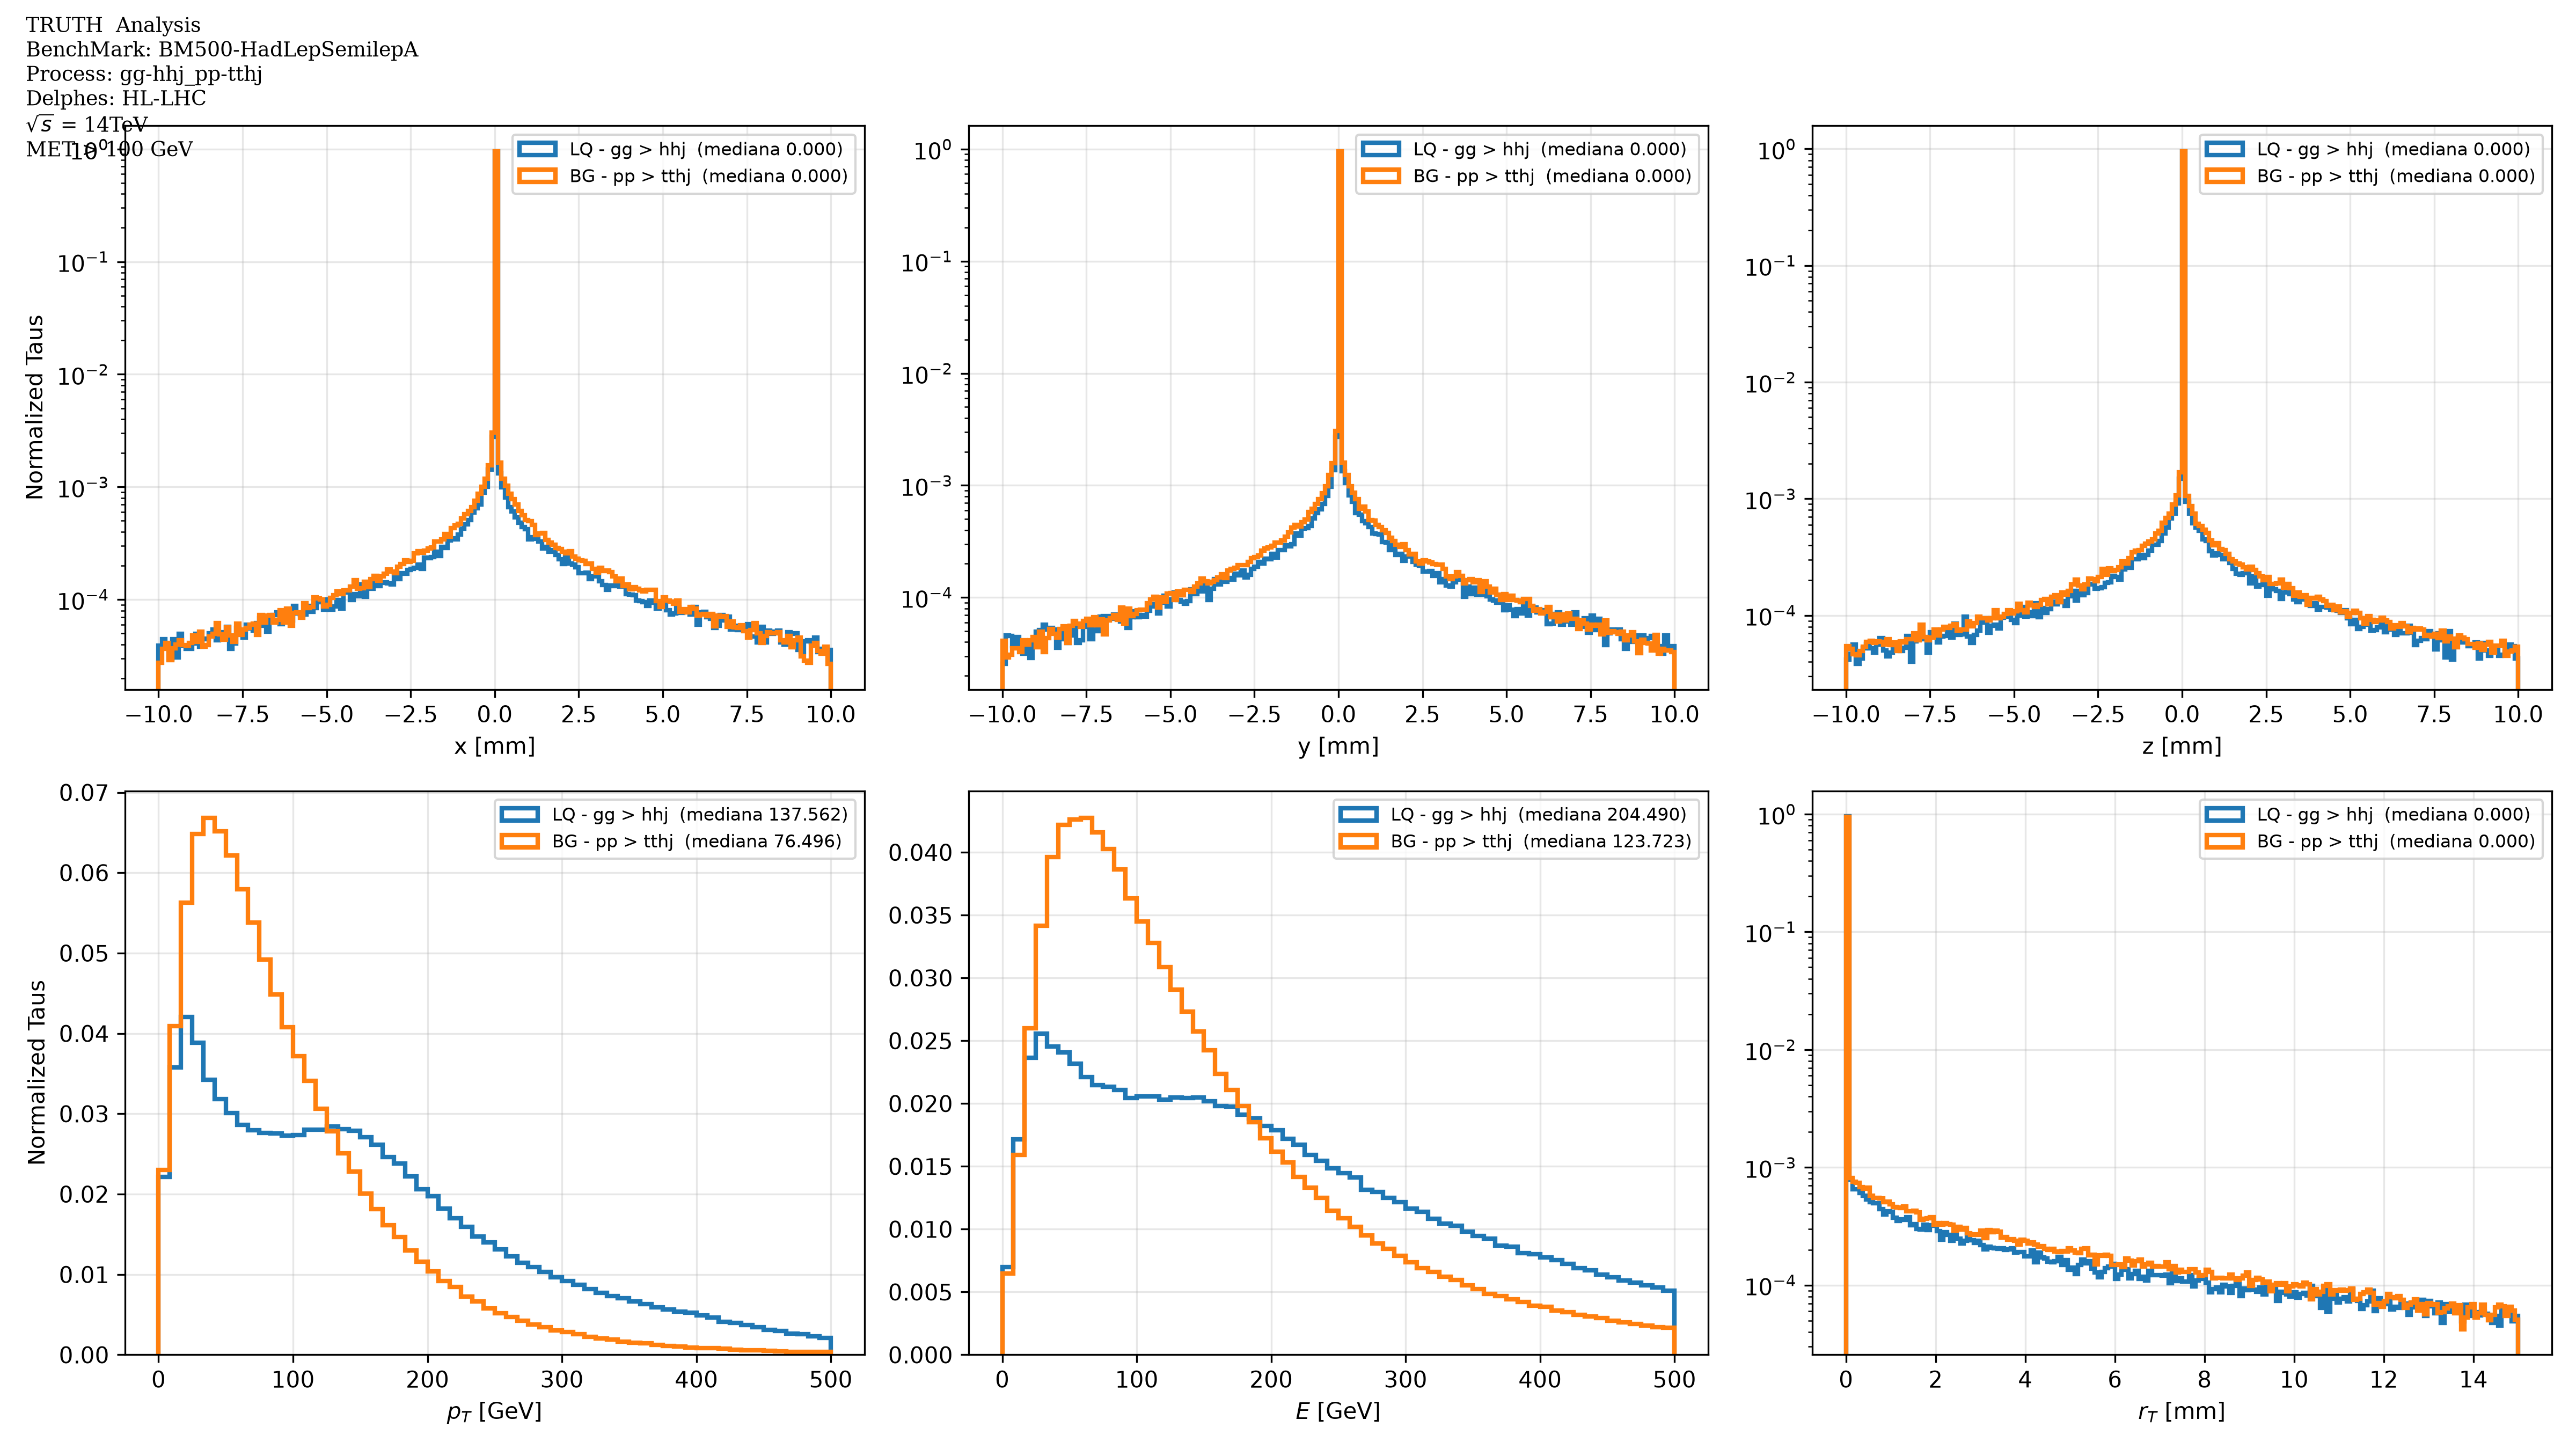 TRUTH  Analysis
BenchMark: BM500-HadLepSemilepA
Process: gg-hhj_pp-tthj
Delphes: HL-LHC
√s = 14TeV
MET > 100 GeV
LQ - gg > hhj  (mediana 0.000)
BG - pp > tthj  (mediana 0.000)
10⁰
10⁻¹
10⁻²
10⁻³
10⁻⁴
Normalized Taus
−10.0 −7.5 −5.0 −2.5 0.0 2.5 5.0 7.5 10.0
x [mm]
LQ - gg > hhj  (mediana 0.000)
BG - pp > tthj  (mediana 0.000)
10⁰
10⁻¹
10⁻²
10⁻³
10⁻⁴
−10.0 −7.5 −5.0 −2.5 0.0 2.5 5.0 7.5 10.0
y [mm]
LQ - gg > hhj  (mediana 0.000)
BG - pp > tthj  (mediana 0.000)
10⁰
10⁻¹
10⁻²
10⁻³
10⁻⁴
−10.0 −7.5 −5.0 −2.5 0.0 2.5 5.0 7.5 10.0
z [mm]
LQ - gg > hhj  (mediana 137.562)
BG - pp > tthj  (mediana 76.496)
0.07
0.06
0.05
0.04
0.03
0.02
0.01
0.00
Normalized Taus
0 100 200 300 400 500
p_T [GeV]
LQ - gg > hhj  (mediana 204.490)
BG - pp > tthj  (mediana 123.723)
0.040
0.035
0.030
0.025
0.020
0.015
0.010
0.005
0.000
0 100 200 300 400 500
E [GeV]
LQ - gg > hhj  (mediana 0.000)
BG - pp > tthj  (mediana 0.000)
10⁰
10⁻¹
10⁻²
10⁻³
10⁻⁴
0 2 4 6 8 10 12 14
r_T [mm]